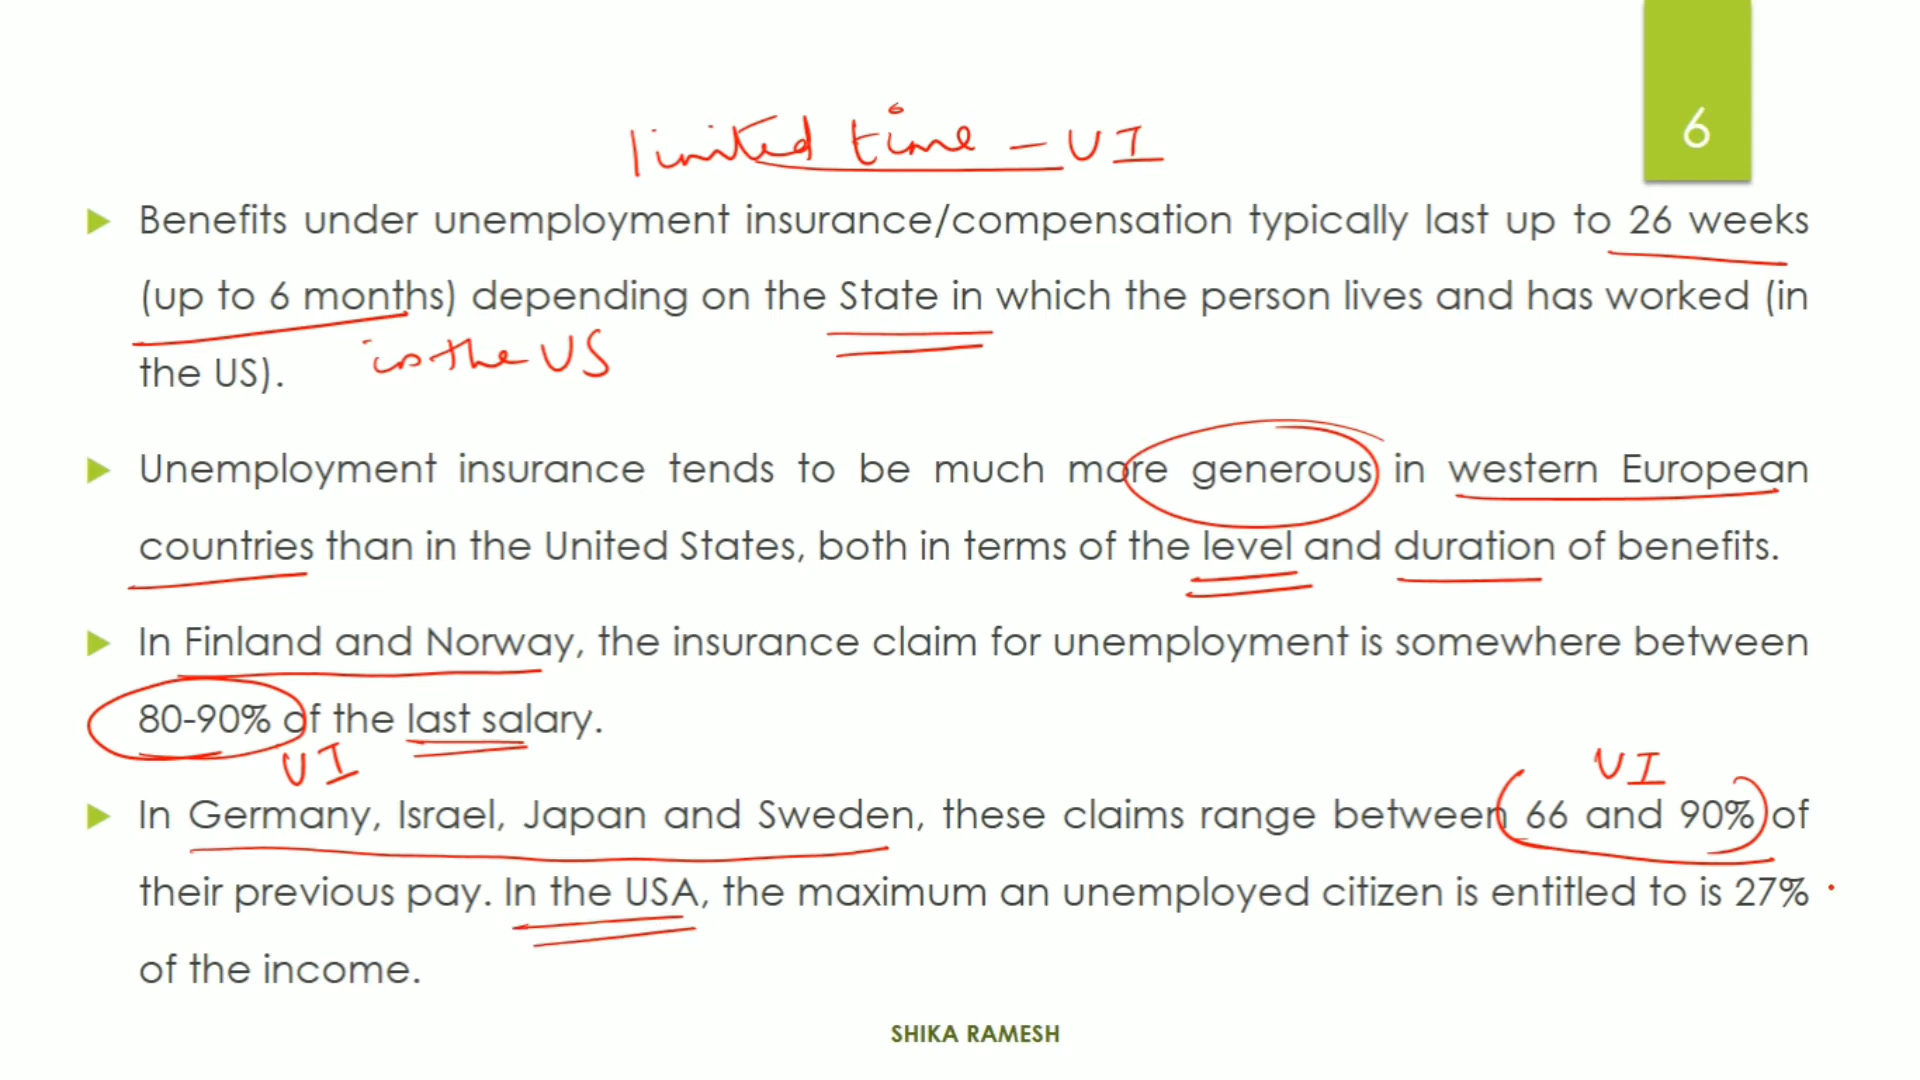 6
limited time - UI
Benefits under unemployment insurance/compensation typically last up to 26 weeks
(up to 6 months) depending on the State in which the person lives and has worked (in
in the US
the US).
Unemployment insurance tends to be much more generous in western European
countries than in the United States, both in terms of the level and duration of benefits.
In Finland and Norway, the insurance claim for unemployment is somewhere between
80-90% of the last salary.
UI
UI
In Germany, Israel, Japan and Sweden, these claims range between 66 and 90% of
their previous pay. In the USA, the maximum an unemployed citizen is entitled to is 27%
of the income.
SHIKA RAMESH